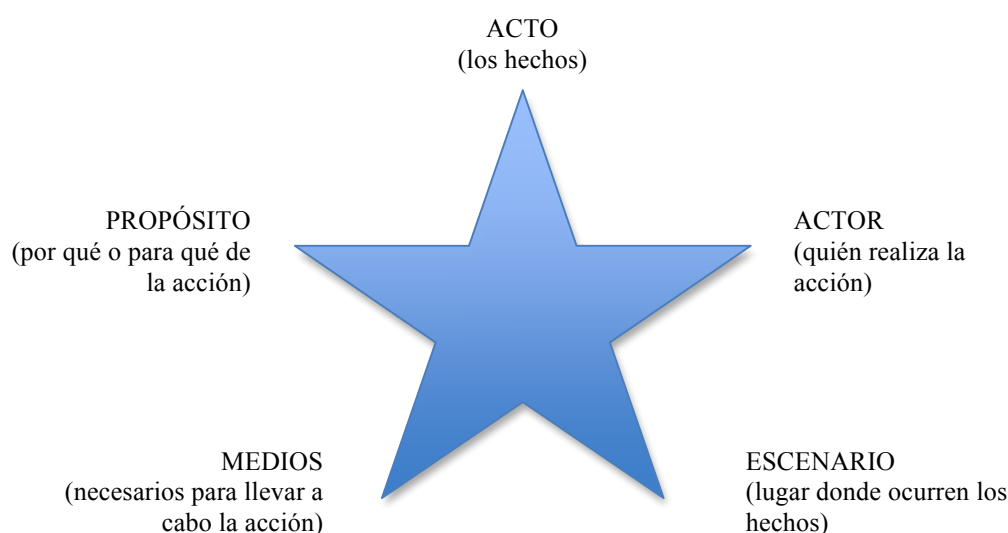 ACTO
(los hechos)
PROPÓSITO
(por qué o para qué de
la acción)
ACTOR
(quién realiza la
acción)
MEDIOS
(necesarios para llevar a
cabo la acción)
ESCENARIO
(lugar donde ocurren los
hechos)